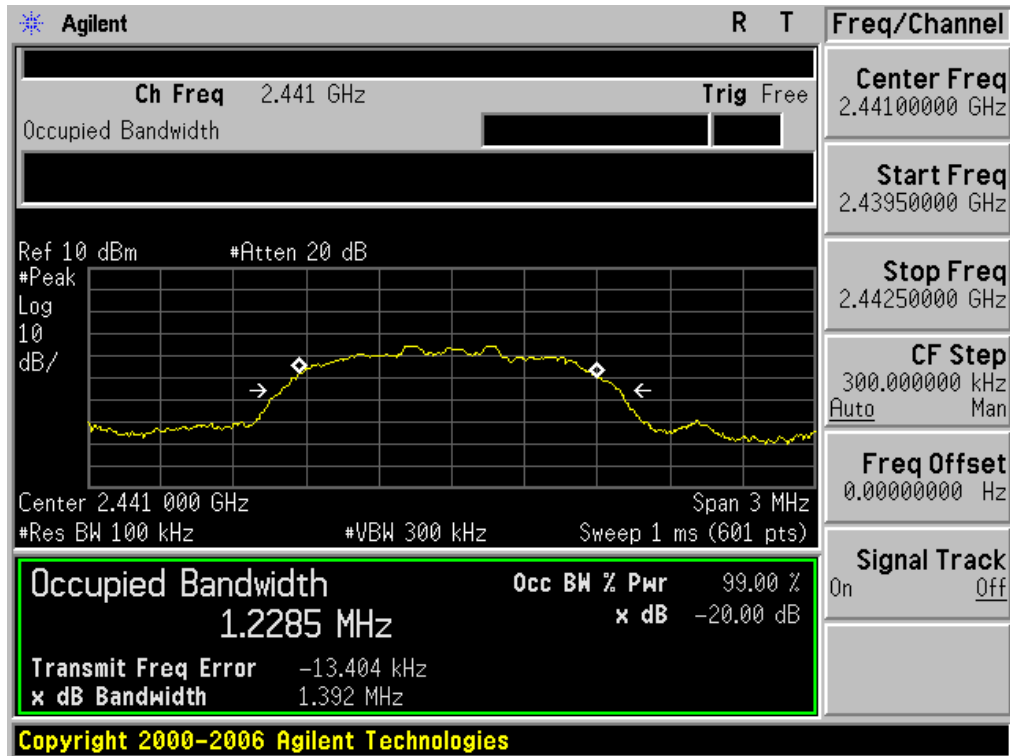 Agilent R T
Freq/Channel
Ch Freq 2.441 GHz Trig Free
Occupied Bandwidth
Ref 10 dBm #Atten 20 dB
#Peak
Log
10
dB/
Center 2.441 000 GHz Span 3 MHz
#Res BW 100 kHz #VBW 300 kHz Sweep 1 ms (601 pts)
Occupied Bandwidth
1.2285 MHz
Occ BW % Pwr 99.00 %
x dB -20.00 dB
Transmit Freq Error -13.404 kHz
x dB Bandwidth 1.392 MHz
Center Freq
2.44100000 GHz
Start Freq
2.43950000 GHz
Stop Freq
2.44250000 GHz
CF Step
300.000000 kHz
Auto Man
Freq Offset
0.00000000 Hz
Signal Track
On Off
Copyright 2000-2006 Agilent Technologies